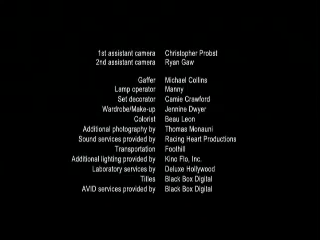 1st assistant camera Christopher Probst
2nd assistant camera Ryan Gaw
Gaffer Michael Collins
Lamp operator Manny
Set decorator Camie Crawford
Wardrobe/Make-up Jennine Dwyer
Colorist Beau Leon
Additional photography by Thomas Monauni
Sound services provided by Racing Heart Productions
Transportation Foothill
Additional lighting provided by Kino Flo, Inc.
Laboratory services by Deluxe Hollywood
Titles Black Box Digital
AVID services provided by Black Box Digital